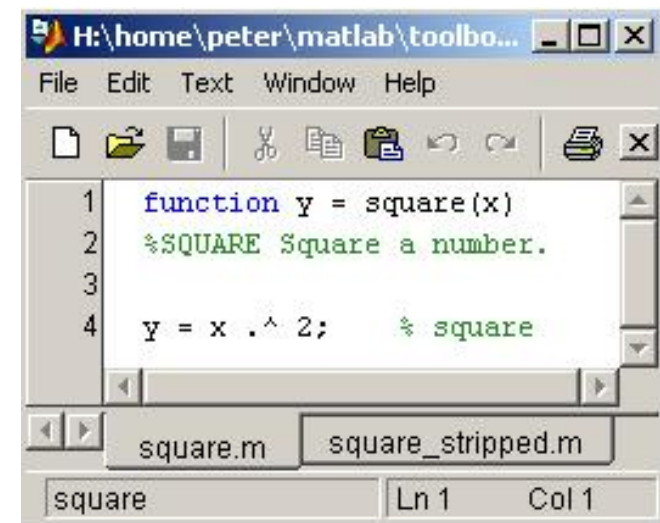 H:\home\peter\matlab\toolbo...
File Edit Text Window Help
1 function y = square(x)
2 %SQUARE Square a number.
3
4 y = x .^ 2; % square
square.m square_stripped.m
square Ln 1 Col 1